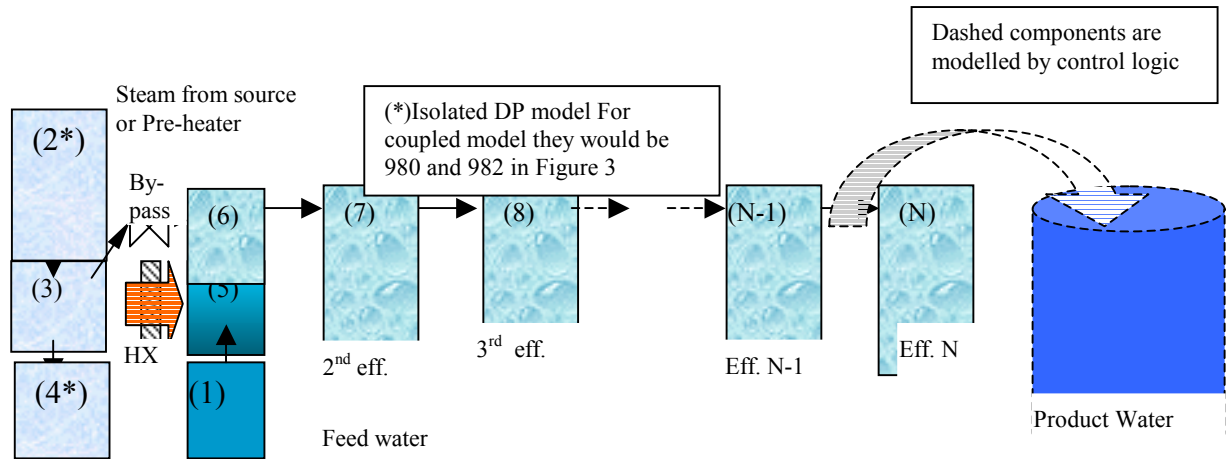 Dashed components are
modelled by control logic
Steam from source
or Pre-heater
(*)Isolated DP model For
coupled model they would be
980 and 982 in Figure 3
(2*)
By-
pass
(6)
(7)
(8)
(N-1)
(N)
(3)
(5)
HX
2nd eff.
3rd eff.
Eff. N-1
Eff. N
(4*)
(1)
Feed water
Product Water